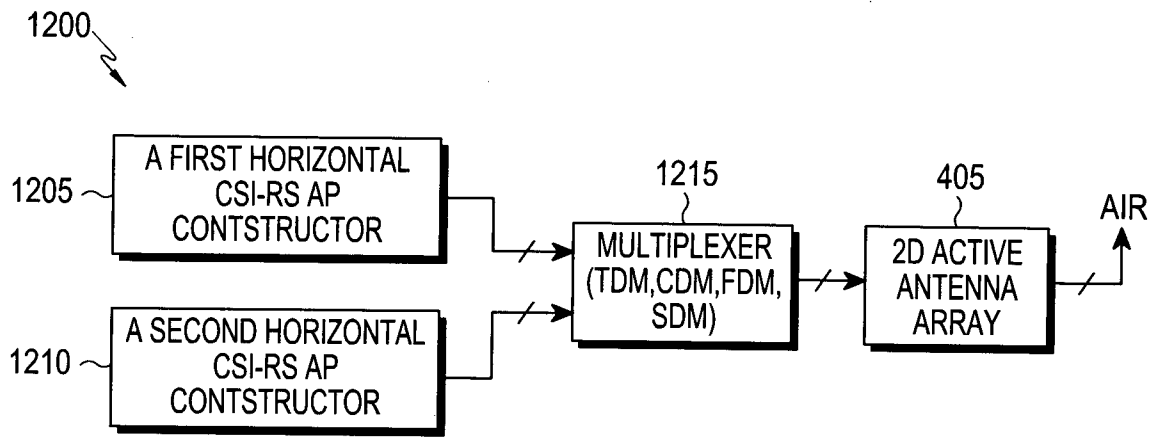 1200
A FIRST HORIZONTAL
CSI-RS AP
CONTSTRUCTOR
1205
A SECOND HORIZONTAL
CSI-RS AP
CONTSTRUCTOR
1210
1215
MULTIPLEXER
(TDM,CDM,FDM,
SDM)
405
2D ACTIVE
ANTENNA
ARRAY
AIR